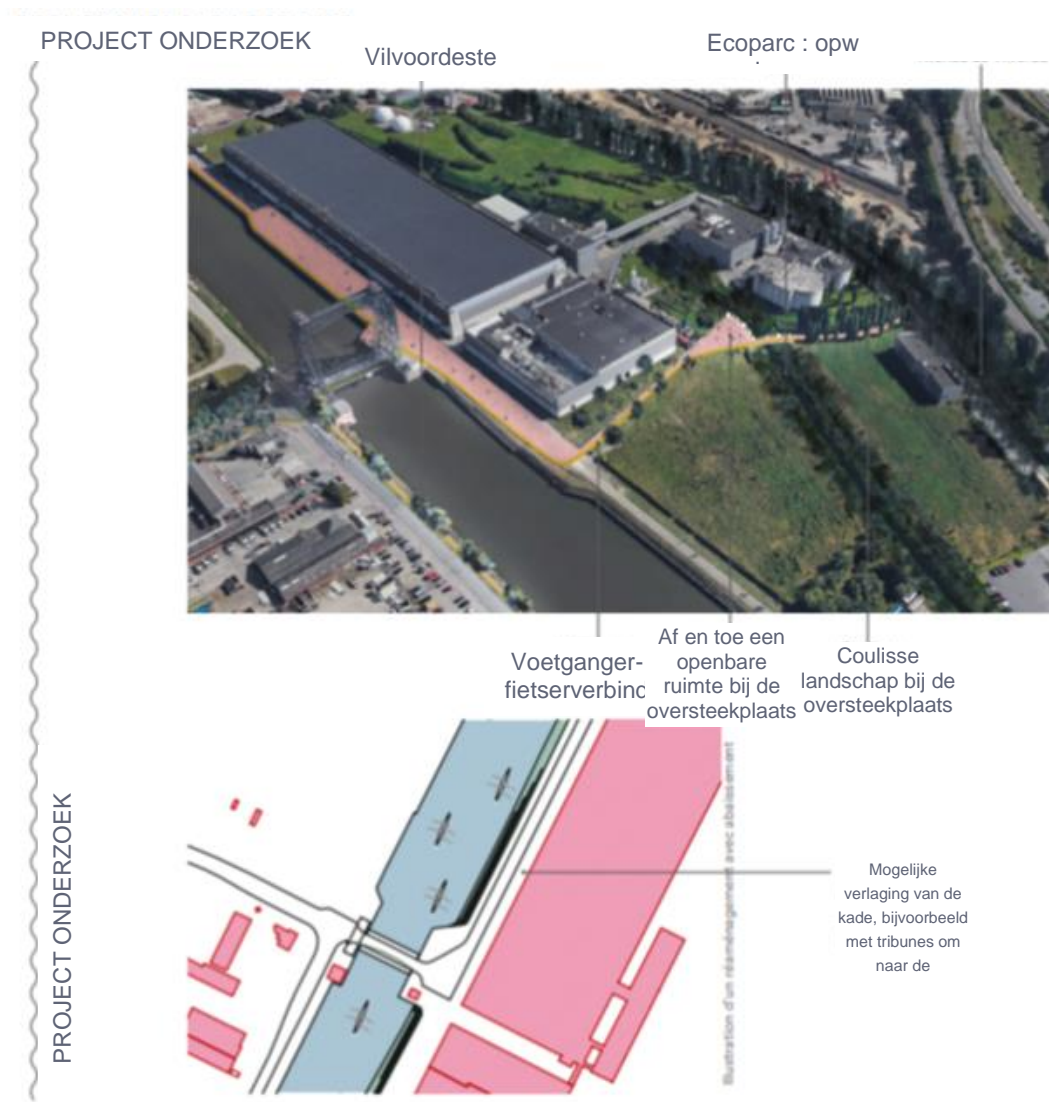 PROJECT ONDERZOEK
Vilvoordeste
Ecoparc : opw
Voetganger-
fietserverbind
Af en toe een
openbare
ruimte bij de
oversteekplaats
Coulisse
landschap bij de
oversteekplaats
PROJECT ONDERZOEK
Illustration d'un réaménagement avec abaissement
Mogelijke
verlaging van de
kade, bijvoorbeeld
met tribunes om
naar de